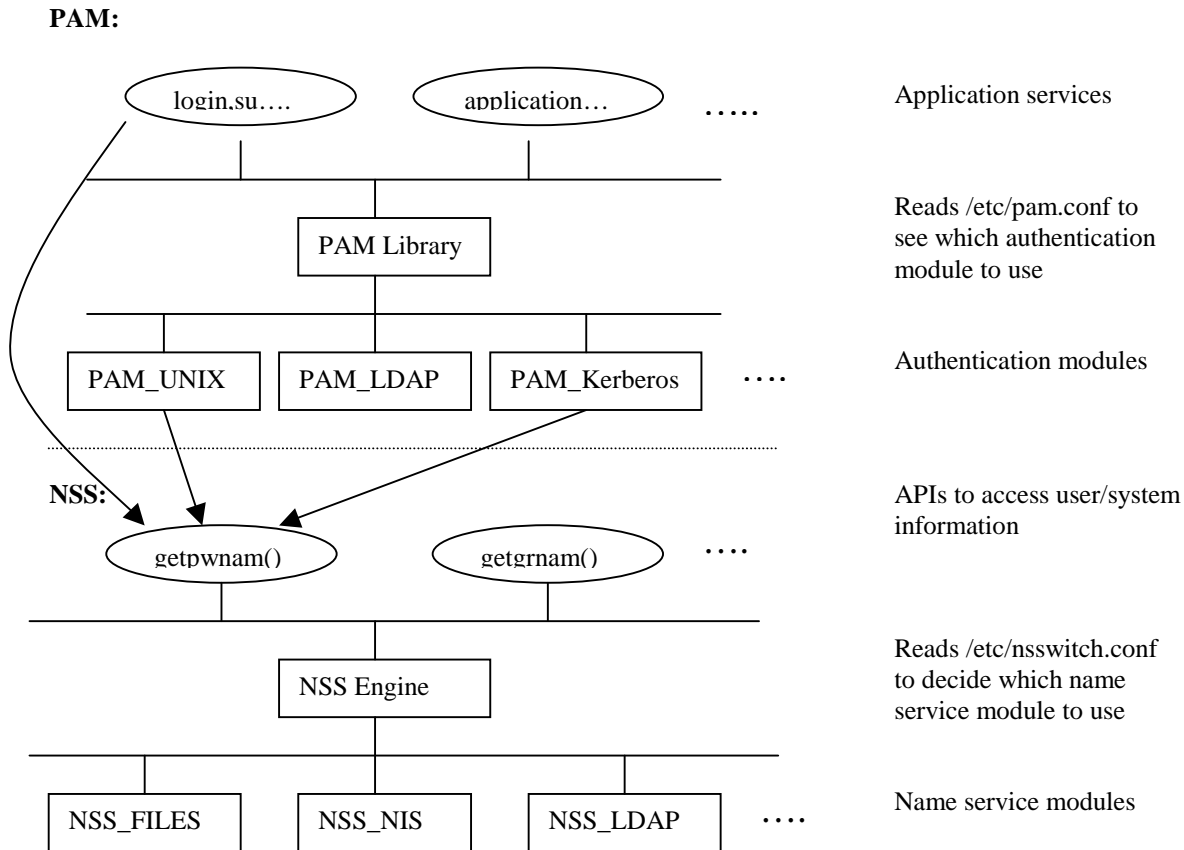 PAM:
login,su…. application… ….. Application services
Reads /etc/pam.conf to
see which authentication
module to use
PAM Library
PAM_UNIX PAM_LDAP PAM_Kerberos …. Authentication modules
NSS:
APIs to access user/system
information
getpwnam() getgrnam() ….
Reads /etc/nsswitch.conf
to decide which name
service module to use
NSS Engine
NSS_FILES NSS_NIS NSS_LDAP …. Name service modules